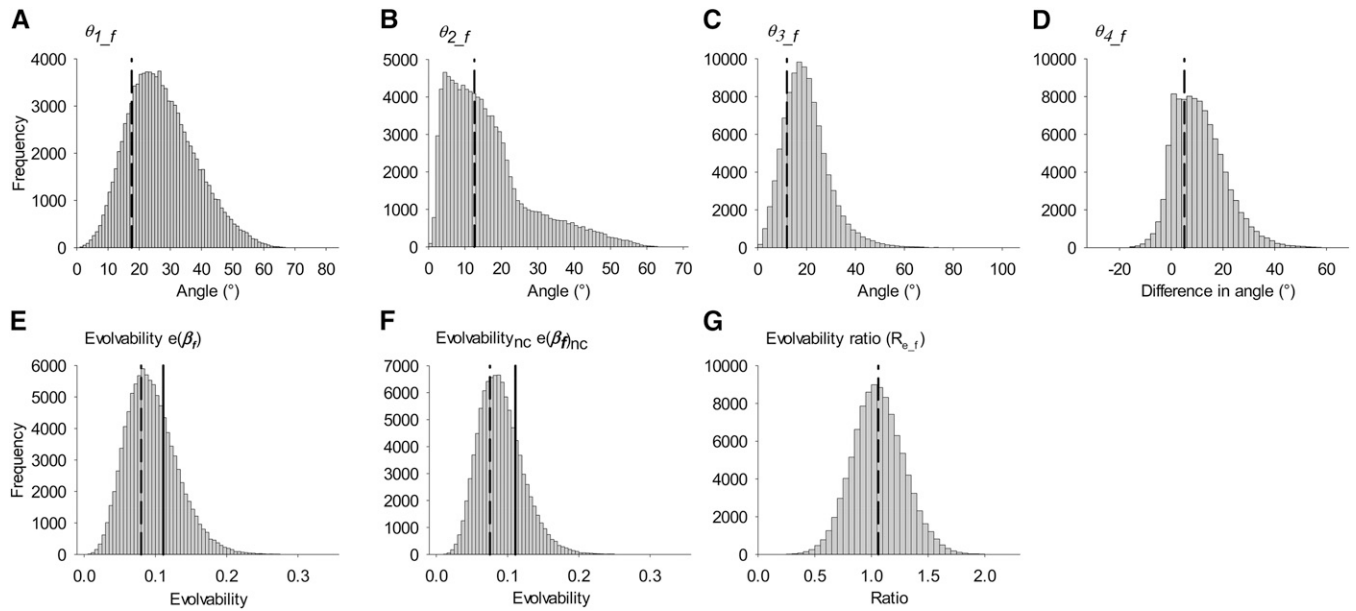 A
θ1_f
4000
3000
2000
1000
0
Frequency
0 10 20 30 40 50 60 70 80
Angle (°)
B
θ2_f
5000
4000
3000
2000
1000
0
0 10 20 30 40 50 60 70
Angle (°)
C
θ3_f
10000
8000
6000
4000
2000
0
0 20 40 60 80 100
Angle (°)
D
θ4_f
10000
8000
6000
4000
2000
0
-20 0 20 40 60
Difference in angle (°)
E
Evolvability e(βf)
6000
5000
4000
3000
2000
1000
0
Frequency
0.0 0.1 0.2 0.3
Evolvability
F
Evolvabilitync e(βf)nc
7000
6000
5000
4000
3000
2000
1000
0
0.0 0.1 0.2 0.3
Evolvability
G
Evolvability ratio (Re_f)
10000
8000
6000
4000
2000
0
0.0 0.5 1.0 1.5 2.0
Ratio